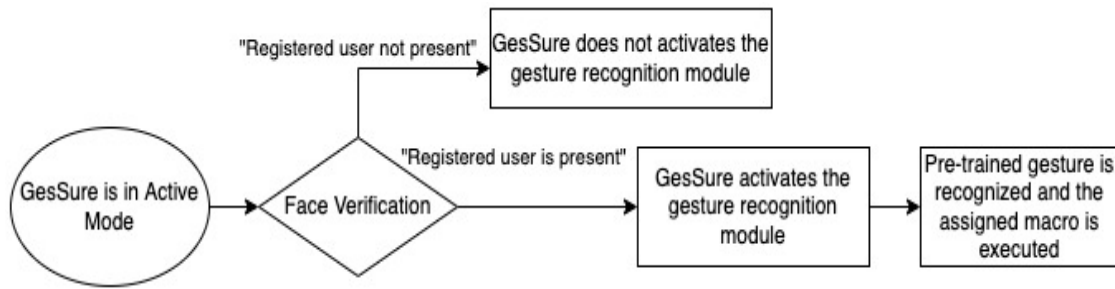 "Registered user not present"
GesSure does not activates the
gesture recognition module
GesSure is in Active
Mode
Face Verification
"Registered user is present"
GesSure activates the
gesture recognition
module
Pre-trained gesture is
recognized and the
assigned macro is
executed